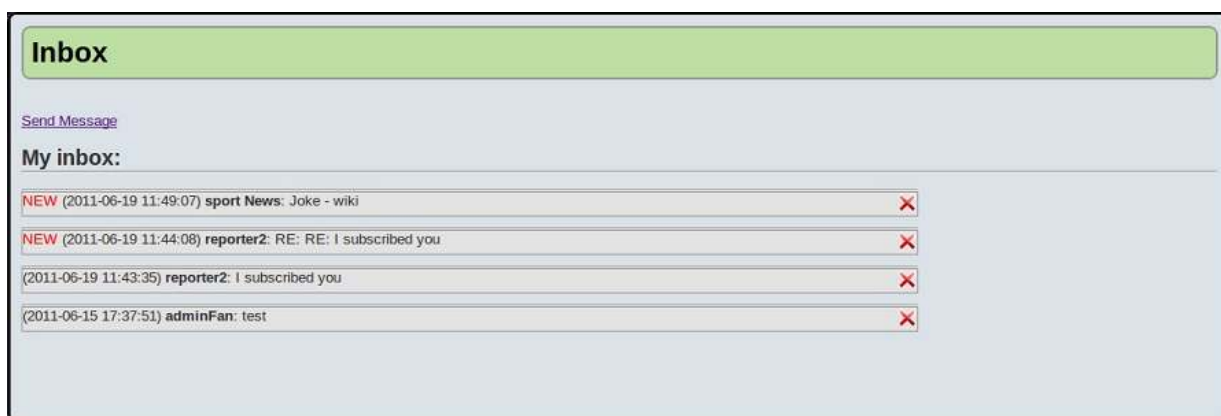 Inbox
Send Message
My inbox:
NEW (2011-06-19 11:49:07) sport News: Joke - wiki
NEW (2011-06-19 11:44:08) reporter2: RE: RE: I subscribed you
(2011-06-19 11:43:35) reporter2: I subscribed you
(2011-06-15 17:37:51) adminFan: test